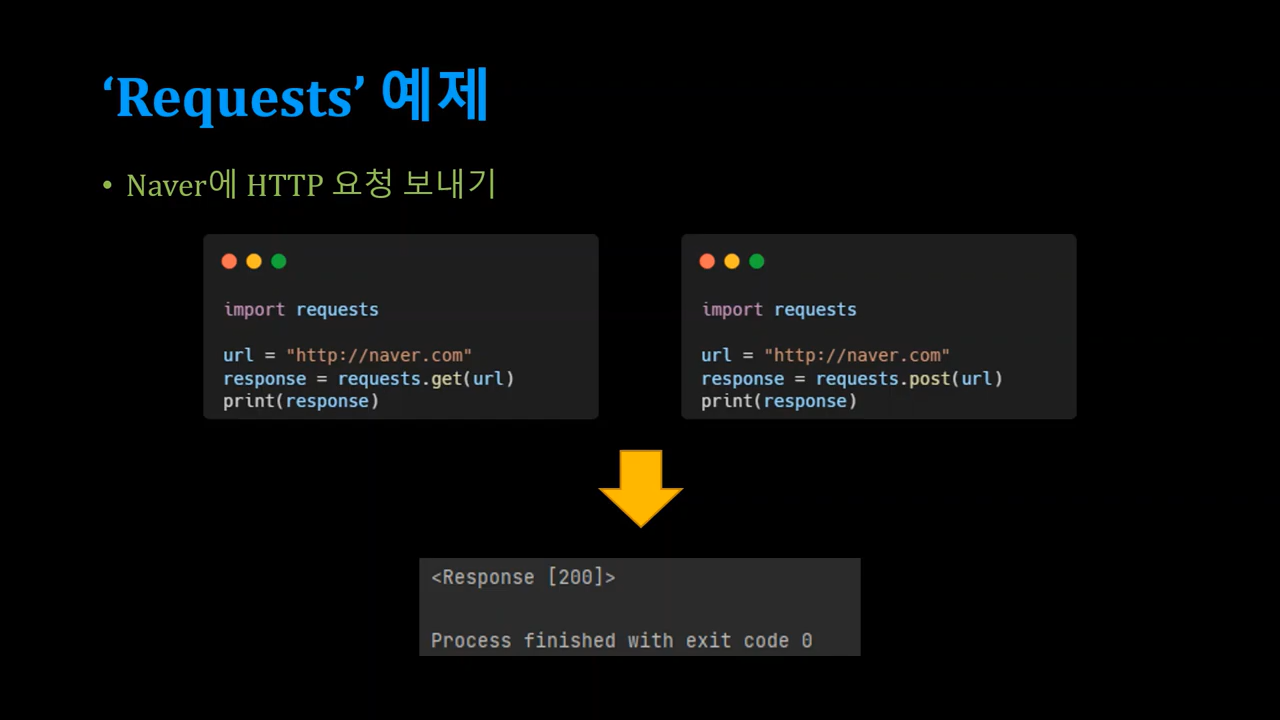 ‘Requests’ 예제
• Naver에 HTTP 요청 보내기
import requests
url = "http://naver.com"
response = requests.get(url)
print(response)
import requests
url = "http://naver.com"
response = requests.post(url)
print(response)
<Response [200]>
Process finished with exit code 0